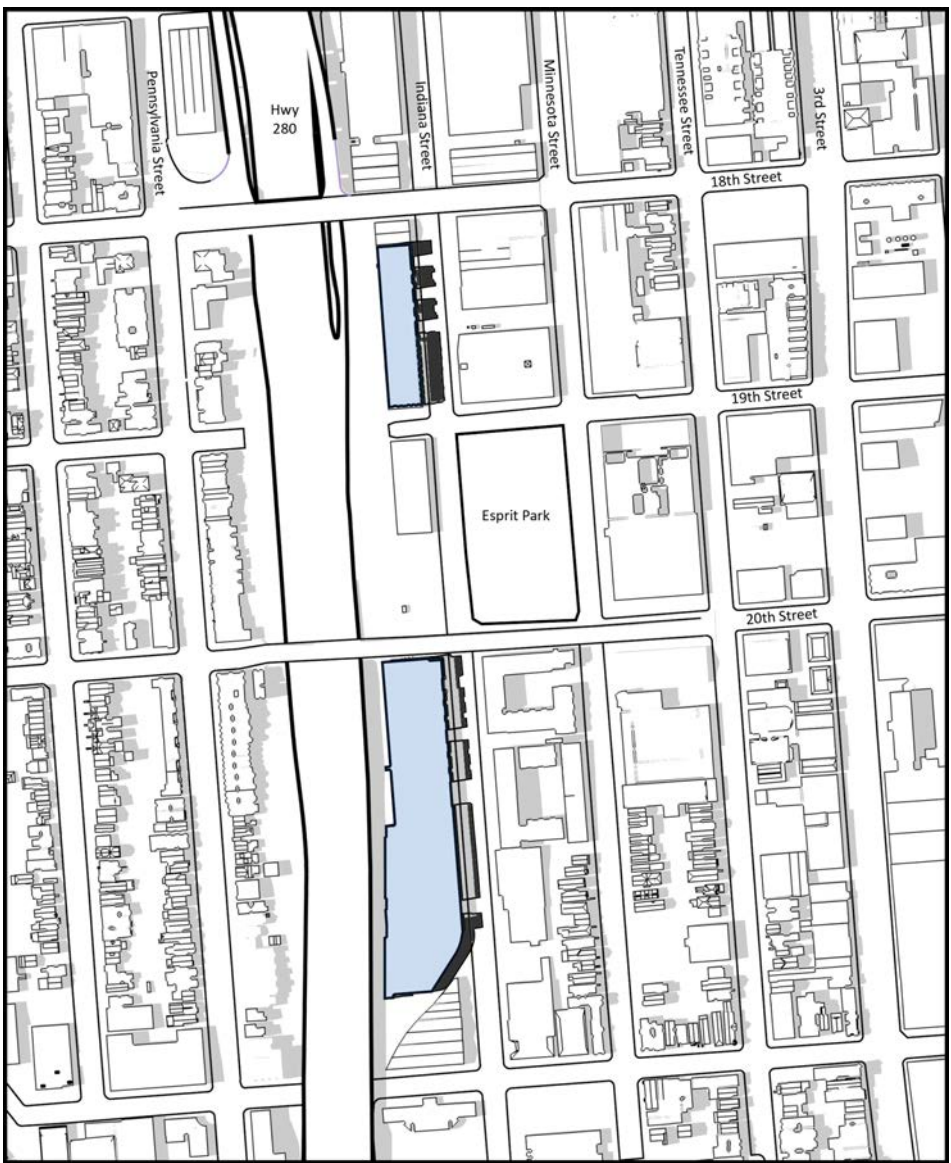 Pennsylvania Street
Hwy
280
Indiana Street
Minnesota Street
Tennessee Street
3rd Street
18th Street
19th Street
Esprit Park
20th Street